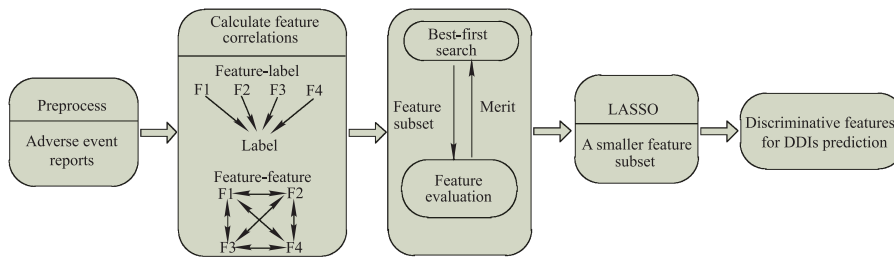 Preprocess
Adverse event
reports
Calculate feature
correlations
Feature-label
F1 F2 F3 F4
Label
Feature-feature
F1 F2
F3 F4
Best-first
search
Feature
subset
Merit
Feature
evaluation
LASSO
A smaller feature
subset
Discriminative features
for DDIs prediction